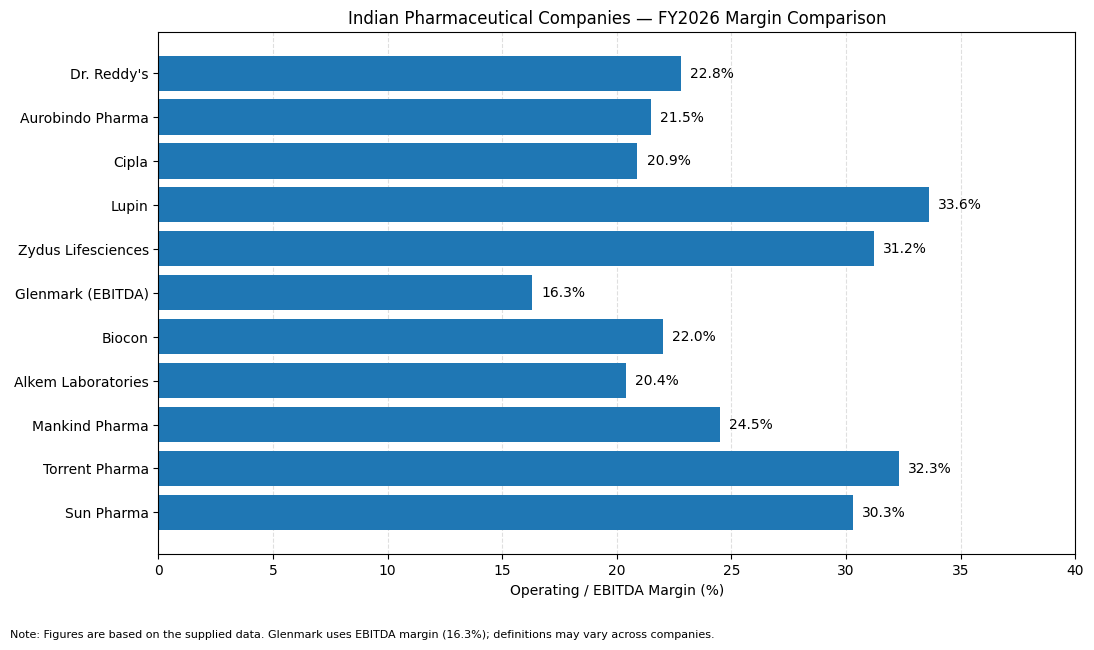 Indian Pharmaceutical Companies — FY2026 Margin Comparison
Dr. Reddy's 22.8%
Aurobindo Pharma 21.5%
Cipla 20.9%
Lupin 33.6%
Zydus Lifesciences 31.2%
Glenmark (EBITDA) 16.3%
Biocon 22.0%
Alkem Laboratories 20.4%
Mankind Pharma 24.5%
Torrent Pharma 32.3%
Sun Pharma 30.3%
0 5 10 15 20 25 30 35 40
Operating / EBITDA Margin (%)
Note: Figures are based on the supplied data. Glenmark uses EBITDA margin (16.3%); definitions may vary across companies.